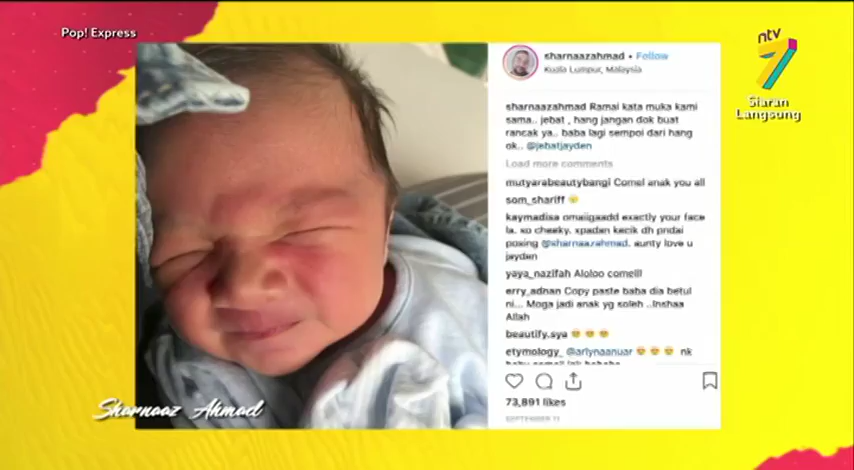 Pop! Express
ntv
7
Siaran
Langsung
sharnaazahmad • Follow
Kuala Lumpur, Malaysia
sharnaazahmad Ramai kata muka kami
sama.. jebat , hang jangan dok buat
rancak ya.. baba lagi sempoi dari hang
ok.. @jebatjayden
Load more comments
mutyarabeautybangi Comel anak you all
som_shariff
kaymadisa omaiigaadd exactly your face
la. so cheeky. xpadan kecik dh pndai
posing @sharnaazahmad. aunty love u
jayden
yaya_nazifah Aloloo comelll
erry_adnan Copy paste baba dia betul
ni... Moga jadi anak yg soleh ..Inshaa
Allah
beautify.sya
etymology_ @arlynaanuar nk
73,891 likes
SEPTEMBER 11
Sharnaaz Ahmad